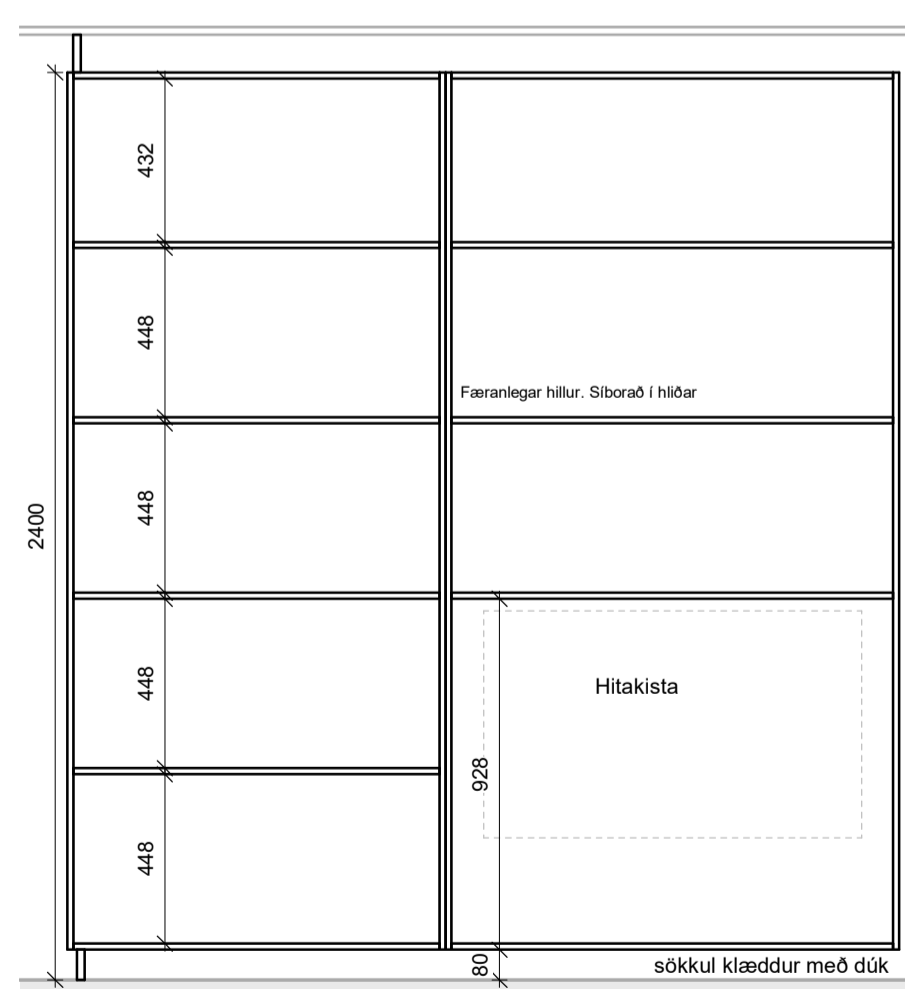 432
448
Færanlegar hillur. Síborað í hliðar
448
2400
448
Hitakista
928
448
80
sökkul klæddur með dúk